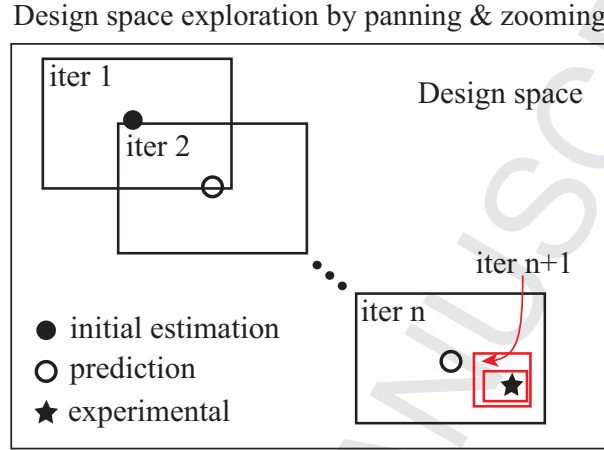 Design space exploration by panning & zooming
iter 1
Design space
iter 2
iter n+1
iter n
initial estimation
prediction
experimental